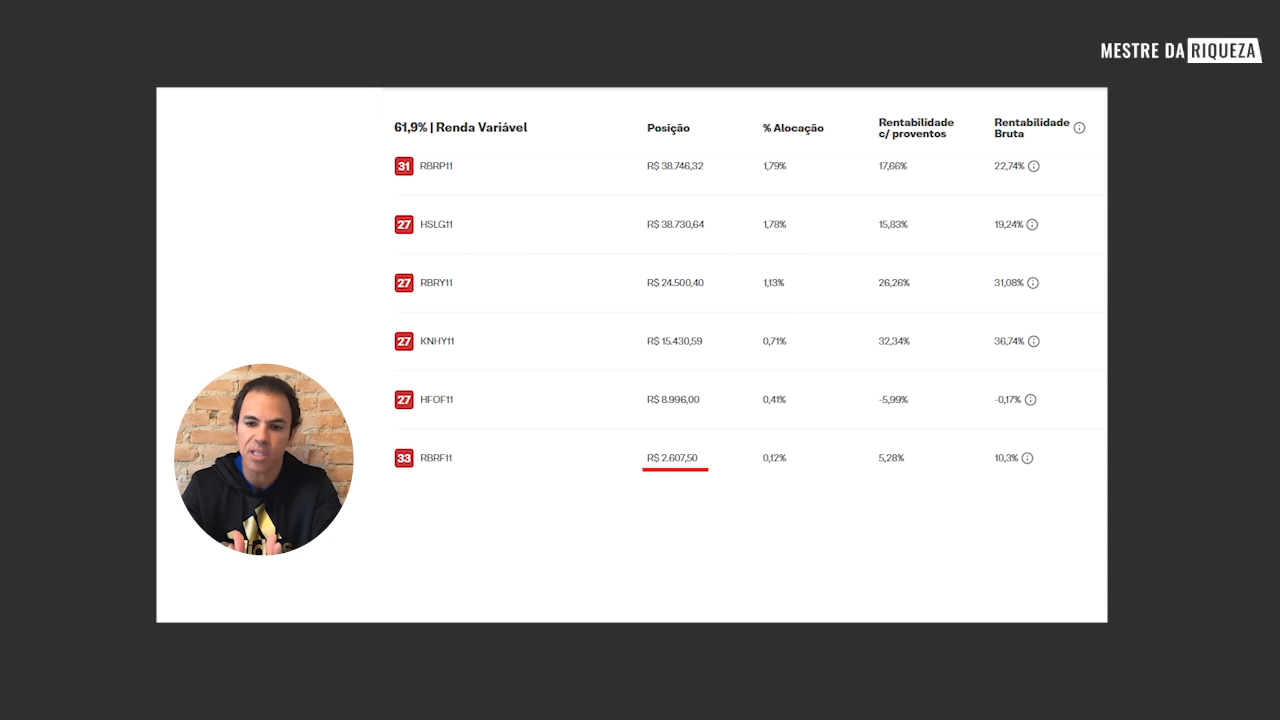 MESTRE DA RIQUEZA
61,9% | Renda Variável Posição % Alocação Rentabilidade c/ proventos Rentabilidade Bruta
31 RBRP11 R$ 38.746,32 1,79% 17,66% 22,74%
27 HSLG11 R$ 38.730,64 1,78% 15,83% 19,24%
27 RBRY11 R$ 24.500,40 1,13% 26,26% 31,08%
27 KNHY11 R$ 15.430,59 0,71% 32,34% 36,74%
27 HFOF11 R$ 8.996,00 0,41% -5,99% -0,17%
33 RBRF11 R$ 2.607,50 0,12% 5,28% 10,3%